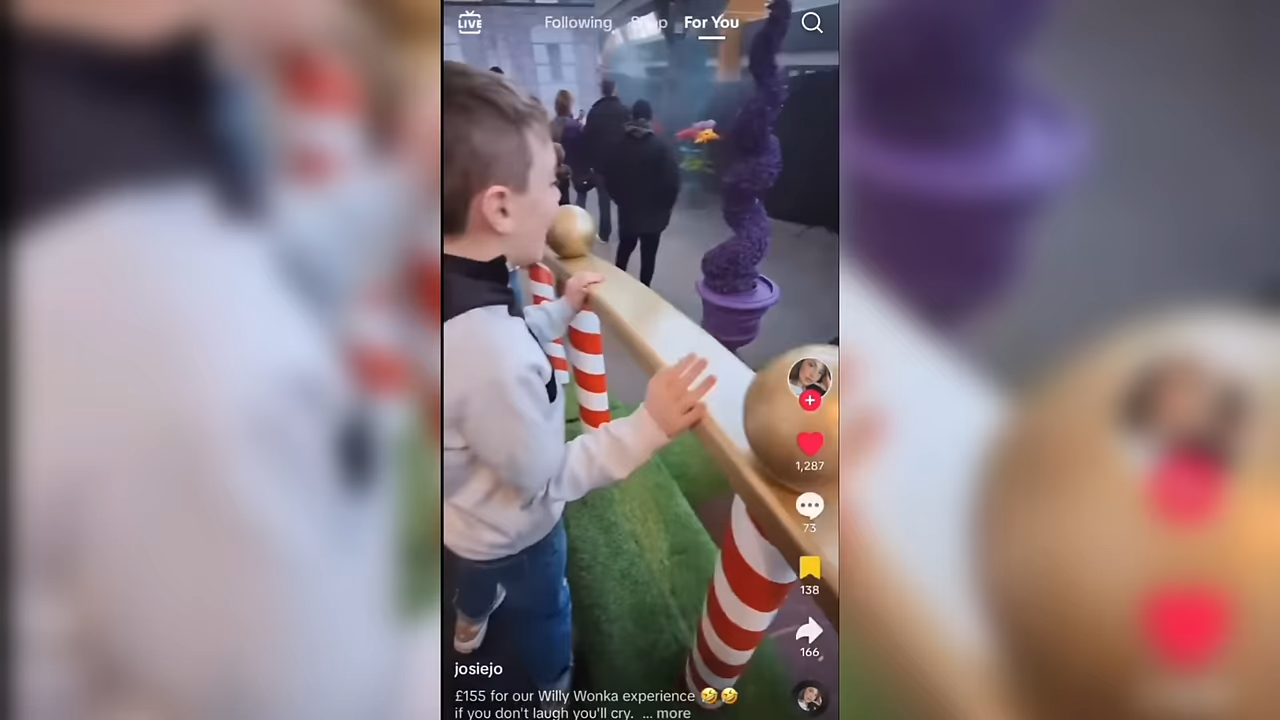 LIVE
Following Shop For You
1,287
73
138
166
josiejo
£155 for our Willy Wonka experience 🤣🤣
if you don't laugh you'll cry. ... more